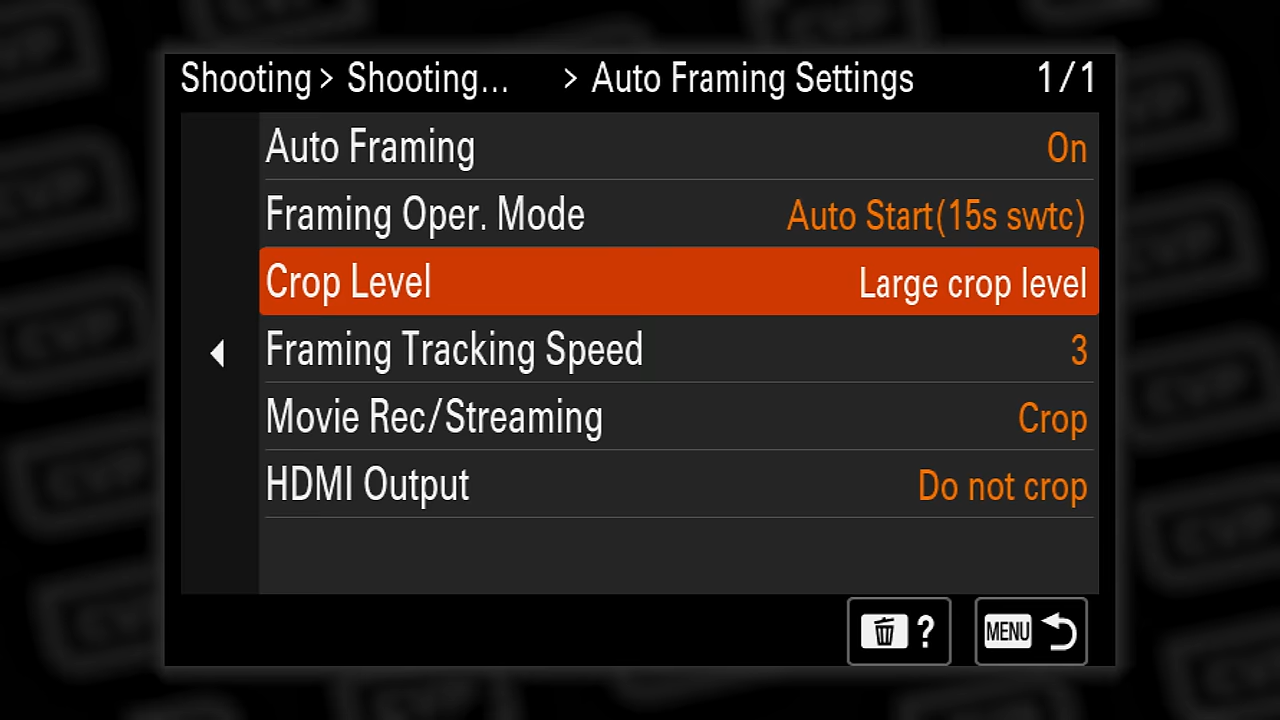 Shooting > Shooting... > Auto Framing Settings 1/1
Auto Framing On
Framing Oper. Mode Auto Start(15s swtc)
Crop Level Large crop level
Framing Tracking Speed 3
Movie Rec/Streaming Crop
HDMI Output Do not crop
? MENU